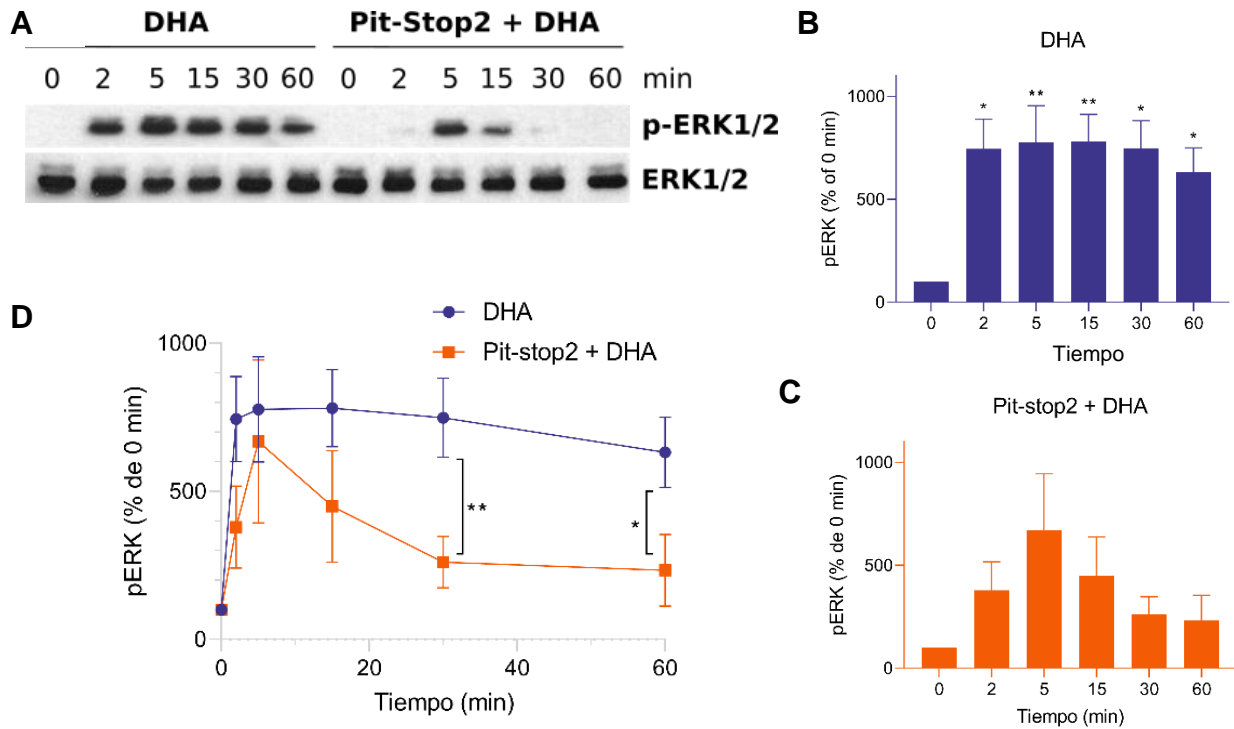 A
DHA
Pit-Stop2 + DHA
0 2 5 15 30 60 0 2 5 15 30 60 min
p-ERK1/2
ERK1/2
B
DHA
pERK (% of 0 min)
1000
500
0
* ** ** * *
0 2 5 15 30 60
Tiempo
D
DHA
Pit-stop2 + DHA
pERK (% de 0 min)
1000
500
0
**
*
0 20 40 60
Tiempo (min)
C
Pit-stop2 + DHA
pERK (% de 0 min)
1000
500
0
0 2 5 15 30 60
Tiempo (min)